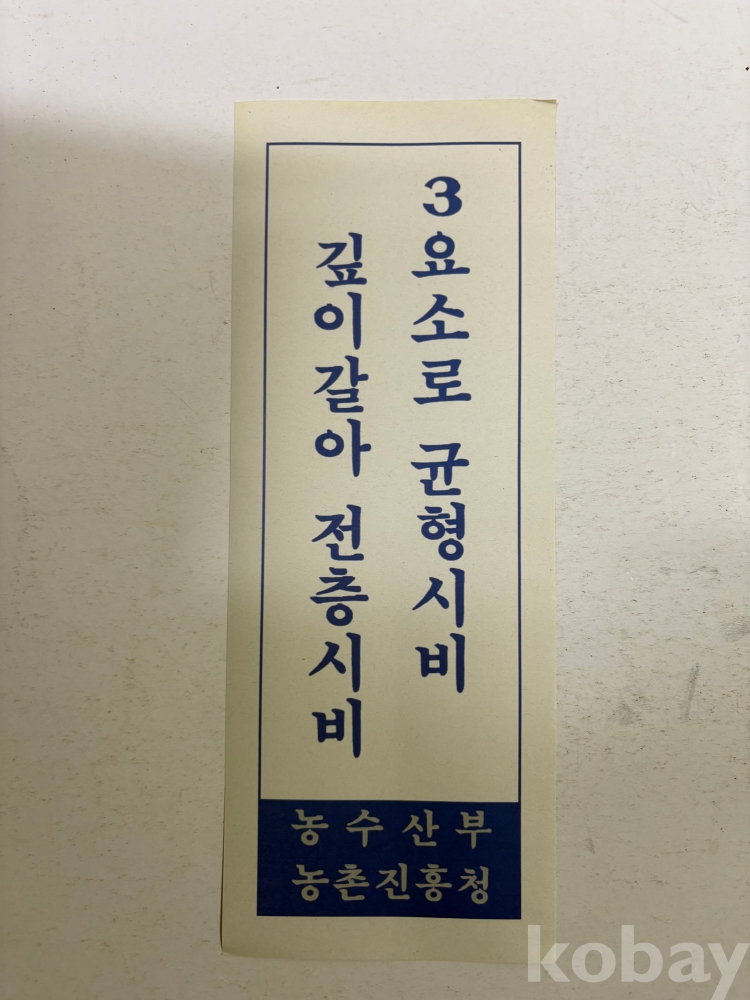 3요소로 균형시비
깊이갈아 전층시비
농수산부
농촌진흥청
kobay